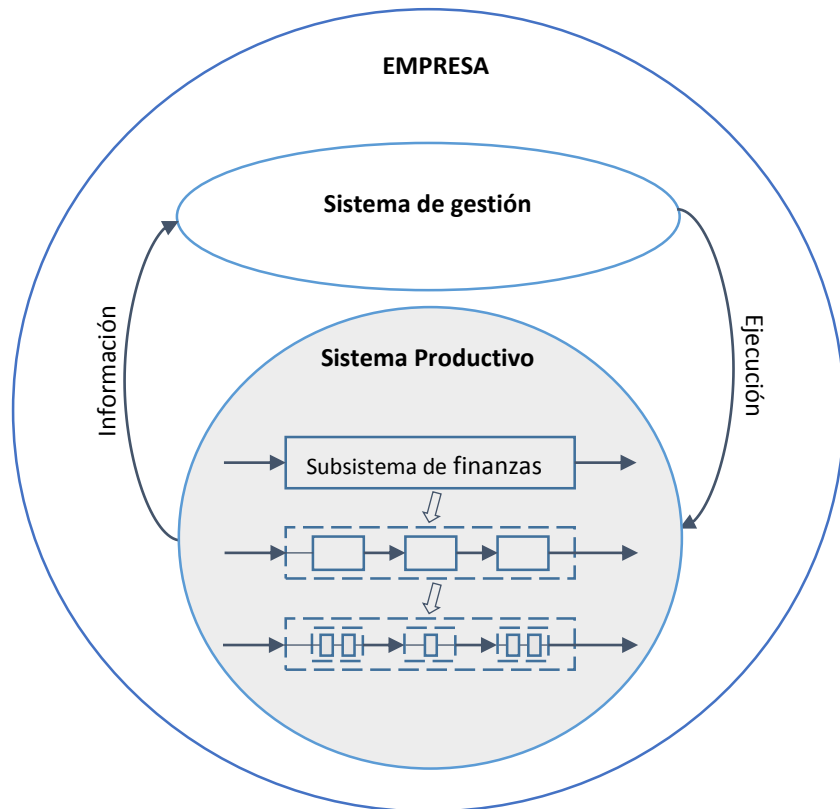 EMPRESA
Sistema de gestión
Información
Ejecución
Sistema Productivo
Subsistema de finanzas